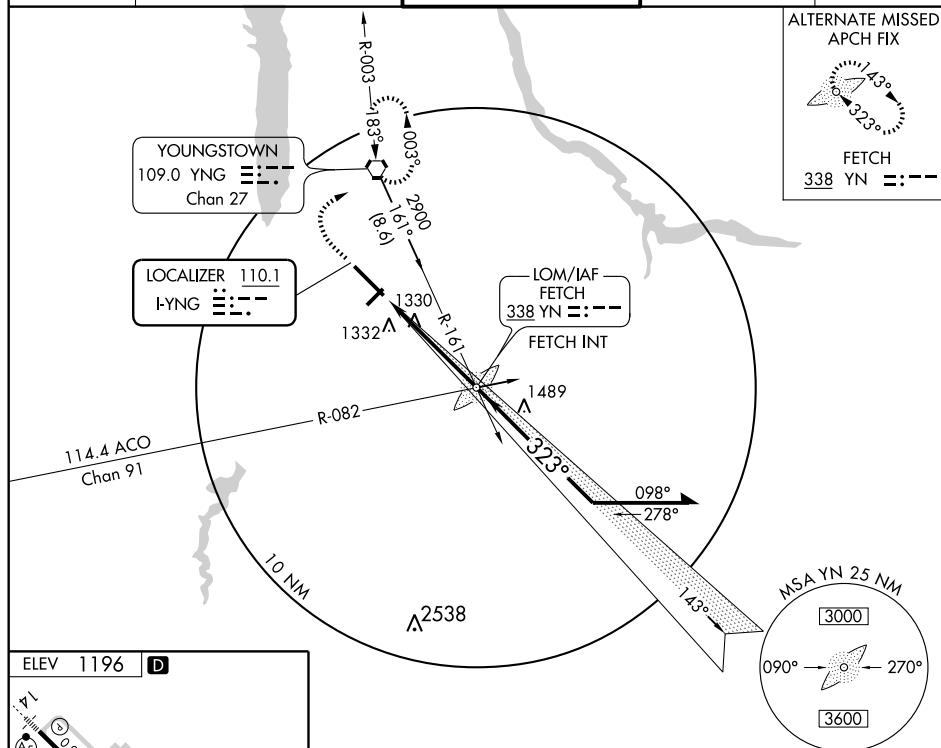 ALTERNATE MISSED
APCH FIX
143°
323°
FETCH
338 YN
R-003
183°
003°
YOUNGSTOWN
109.0 YNG
Chan 27
2900
161°
(8.6)
LOCALIZER 110.1
I-YNG
LOM/IAF
FETCH
338 YN
FETCH INT
1330
1332
R-161
1489
R-082
114.4 ACO
Chan 91
323°
098°
278°
10 NM
143°
2538
MSA YN 25 NM
3000
090°
270°
3600
ELEV 1196 D
14
P